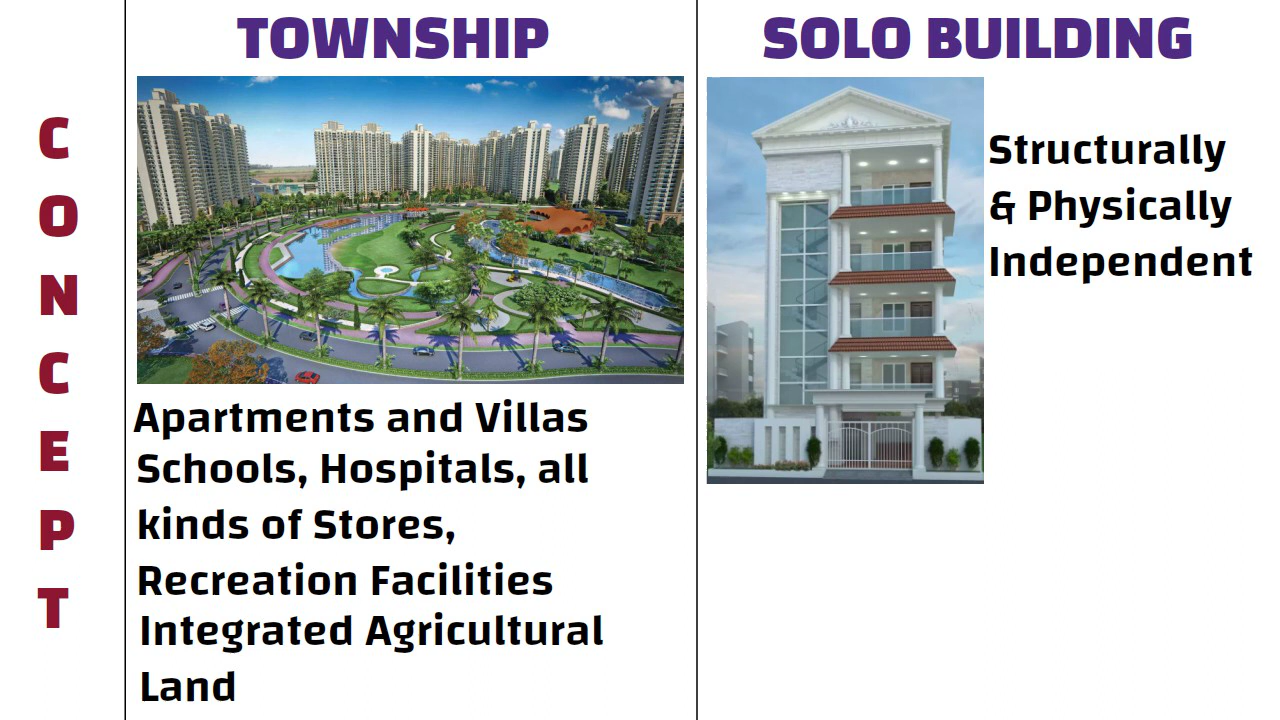 CONCEPT
TOWNSHIP
Apartments and Villas
Schools, Hospitals, all
kinds of Stores,
Recreation Facilities
Integrated Agricultural
Land
SOLO BUILDING
Structurally
& Physically
Independent